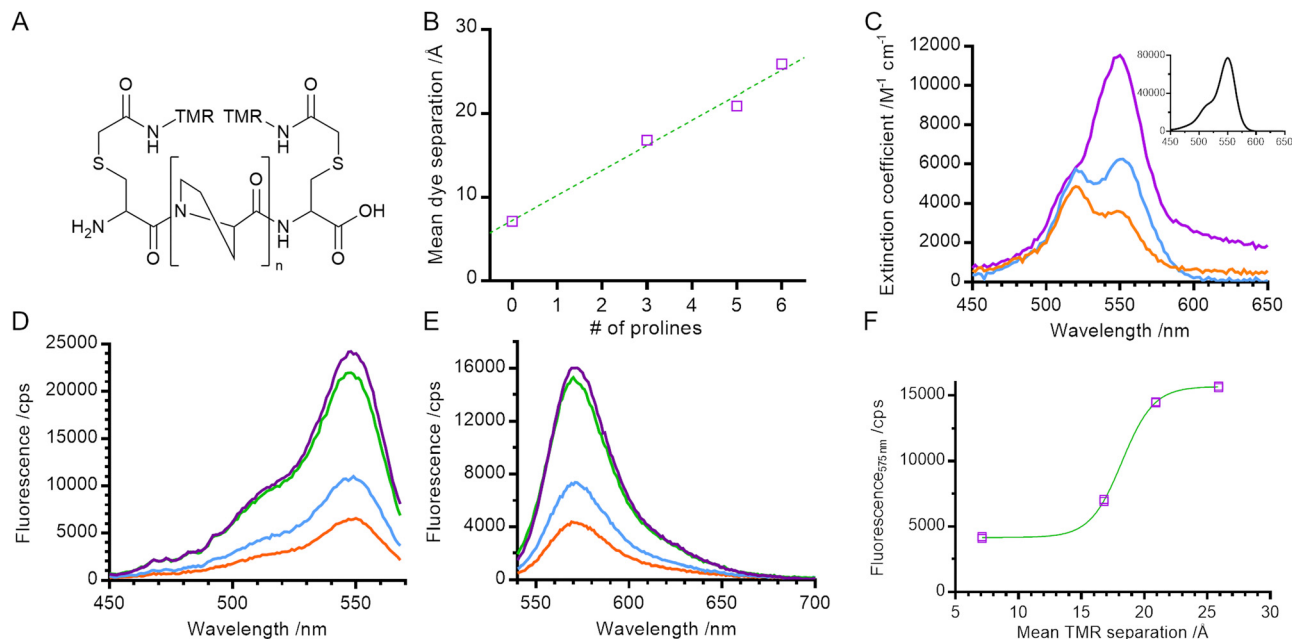 A
O
O
TMR TMR
N
H
N
H
S
S
H₂N
O
N
O
N
H
n
O
OH
B
Mean dye separation /Å
30
20
10
0
0 1 2 3 4 5 6
# of prolines
C
Extinction coefficient /M⁻¹ cm⁻¹
12000
10000
8000
6000
4000
2000
0
450 500 550 600 650
Wavelength /nm
80000
40000
0
450 500 550 600 650
D
Fluorescence /cps
25000
20000
15000
10000
5000
0
450 500 550
Wavelength /nm
E
Fluorescence /cps
16000
12000
8000
4000
0
550 600 650 700
Wavelength /nm
F
Fluorescence₅₇₅ₙₘ /cps
15000
10000
5000
0
5 10 15 20 25 30
Mean TMR separation /Å